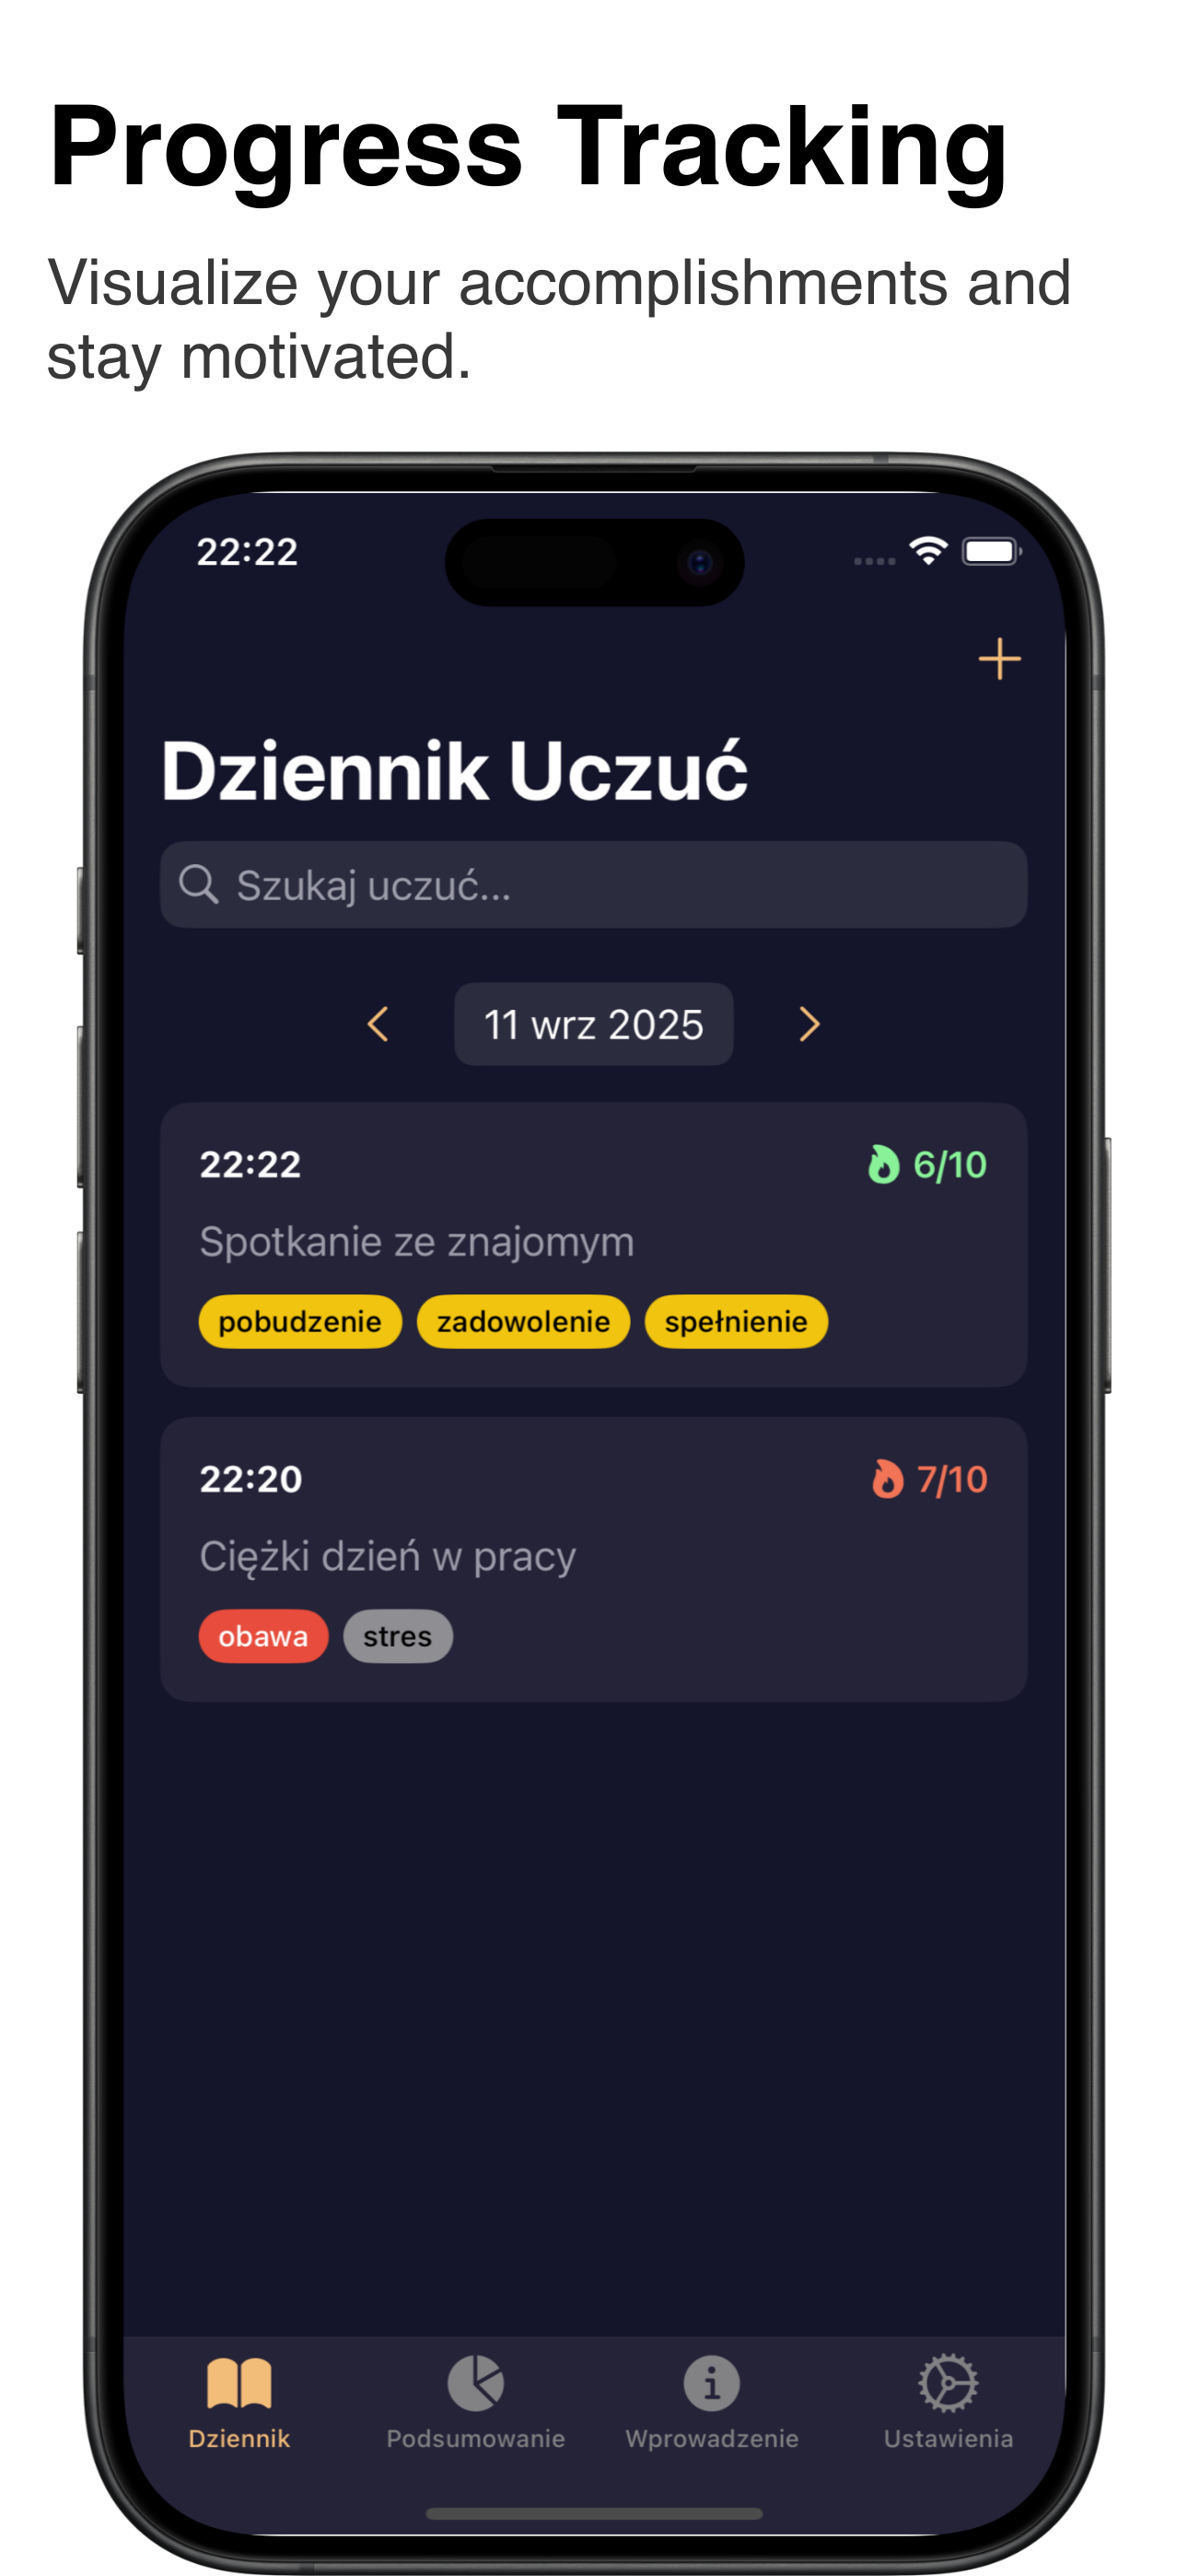 Progress Tracking
Visualize your accomplishments and
stay motivated.
22:22
Dziennik Uczuć
Szukaj uczuć...
11 wrz 2025
22:22
6/10
Spotkanie ze znajomym
pobudzenie
zadowolenie
spełnienie
22:20
7/10
Ciężki dzień w pracy
obawa
stres
Dziennik
Podsumowanie
Wprowadzenie
Ustawienia